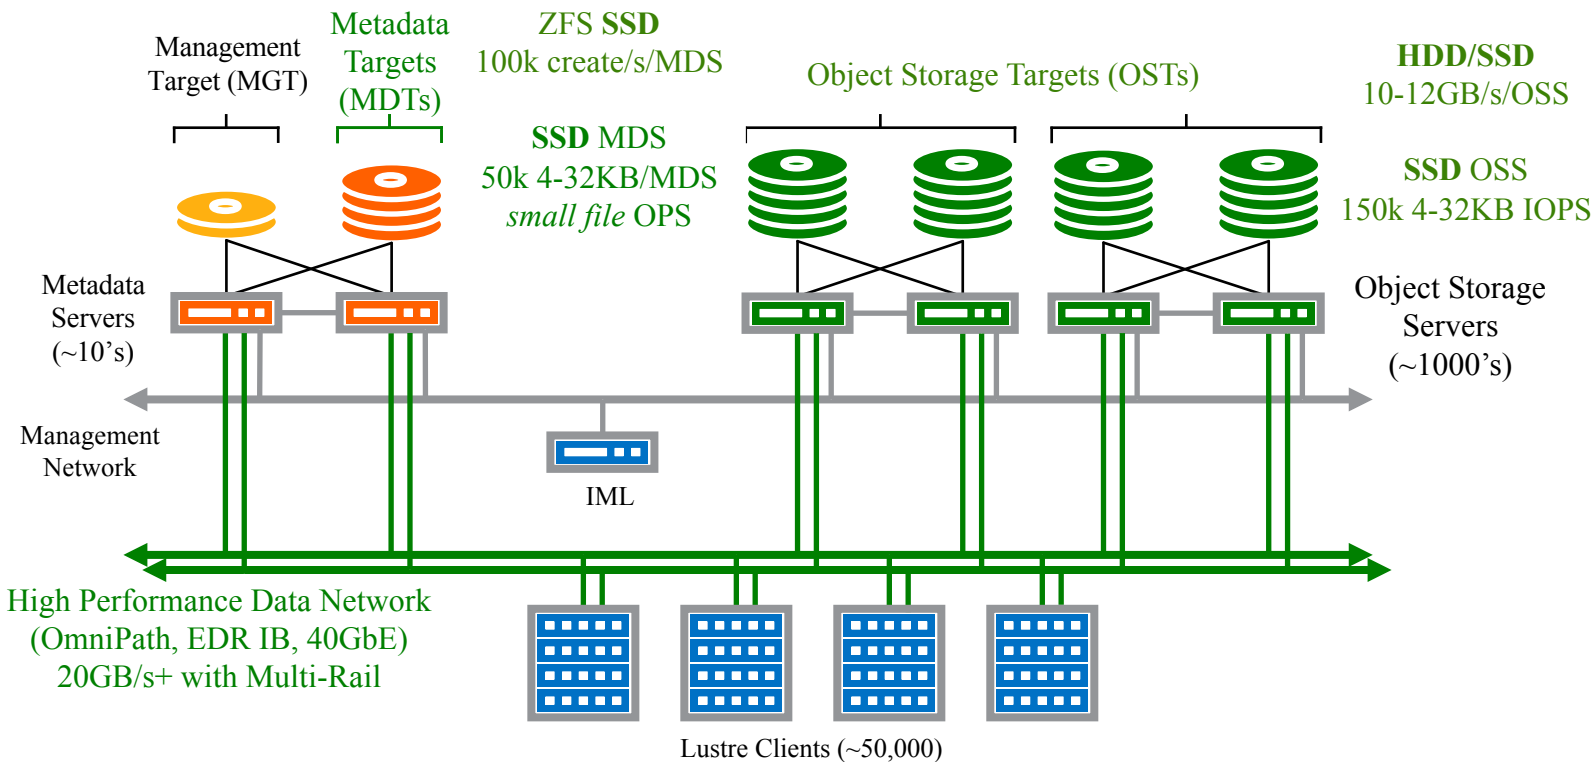 Management
Target (MGT)
Metadata
Targets
(MDTs)
ZFS SSD
100k create/s/MDS
SSD MDS
50k 4-32KB/MDS
small file OPS
Object Storage Targets (OSTs)
HDD/SSD
10-12GB/s/OSS
SSD OSS
150k 4-32KB IOPS
Metadata
Servers
(~10’s)
Object Storage
Servers
(~1000’s)
Management
Network
IML
High Performance Data Network
(OmniPath, EDR IB, 40GbE)
20GB/s+ with Multi-Rail
Lustre Clients (~50,000)